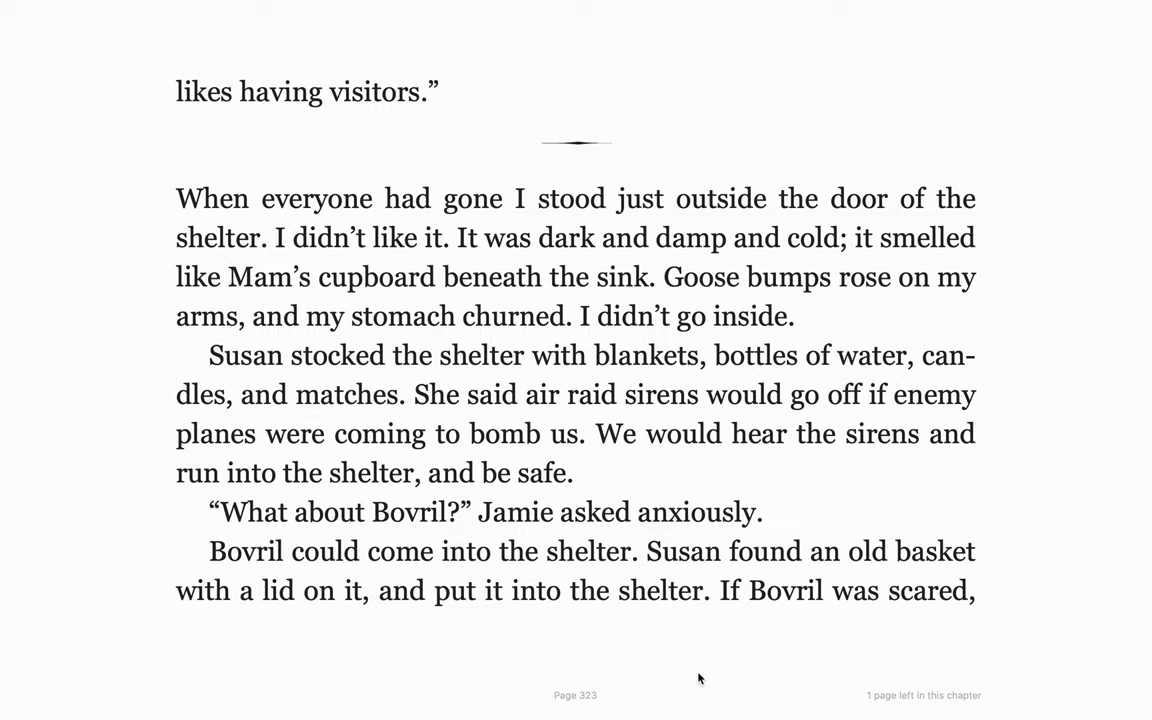 likes having visitors.”
When everyone had gone I stood just outside the door of the
shelter. I didn’t like it. It was dark and damp and cold; it smelled
like Mam’s cupboard beneath the sink. Goose bumps rose on my
arms, and my stomach churned. I didn’t go inside.
Susan stocked the shelter with blankets, bottles of water, can-
dles, and matches. She said air raid sirens would go off if enemy
planes were coming to bomb us. We would hear the sirens and
run into the shelter, and be safe.
“What about Bovril?” Jamie asked anxiously.
Bovril could come into the shelter. Susan found an old basket
with a lid on it, and put it into the shelter. If Bovril was scared,
Page 323
1 page left in this chapter